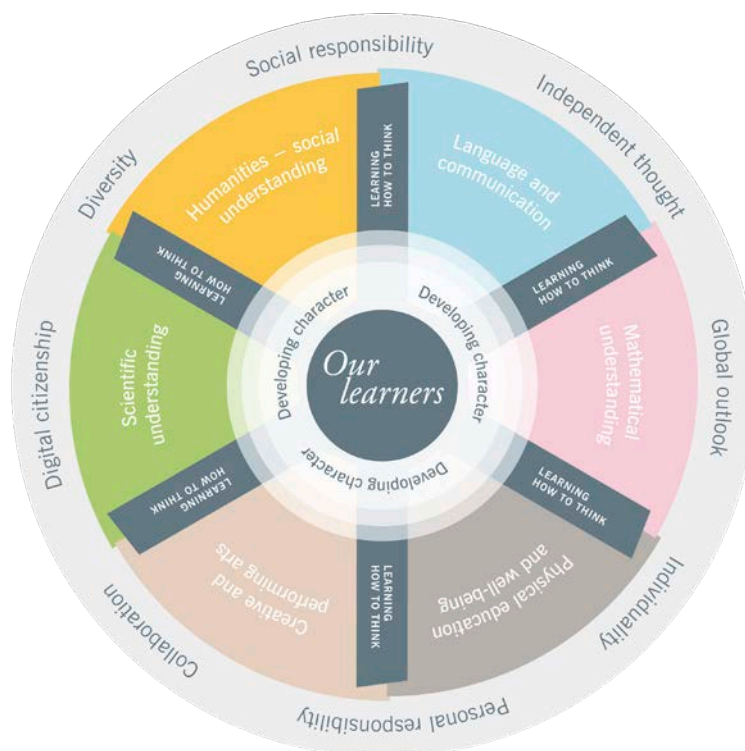 Social responsibility
Independent thought
Global outlook
Individuality
Personal responsibility
Collaboration
Digital citizenship
Diversity
Language and
communication
Mathematical
understanding
Physical education
and well-being
Creative and
performing arts
Scientific
understanding
Humanities – social
understanding
LEARNING
HOW TO THINK
LEARNING
HOW TO THINK
LEARNING
HOW TO THINK
LEARNING
HOW TO THINK
LEARNING
HOW TO THINK
LEARNING
HOW TO THINK
Developing character
Developing character
Developing character
Our
learners